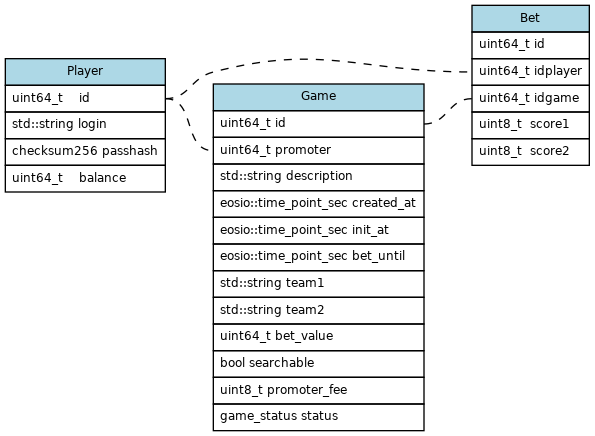 Player
uint64_t id
std::string login
checksum256 passhash
uint64_t balance
Game
uint64_t id
uint64_t promoter
std::string description
eosio::time_point_sec created_at
eosio::time_point_sec init_at
eosio::time_point_sec bet_until
std::string team1
std::string team2
uint64_t bet_value
bool searchable
uint8_t promoter_fee
game_status status
Bet
uint64_t id
uint64_t idplayer
uint64_t idgame
uint8_t score1
uint8_t score2